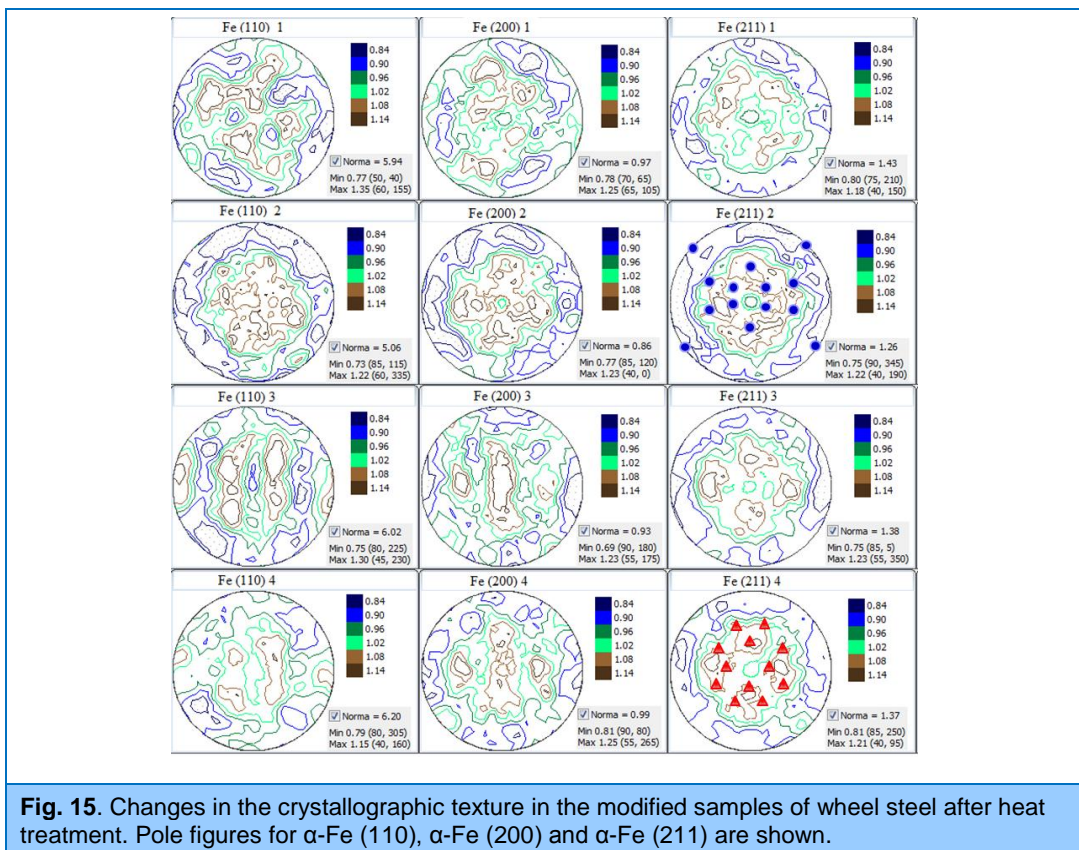 Fe (110) 1
0.84
0.90
0.96
1.02
1.08
1.14
Norma = 5.94
Min 0.77 (50, 40)
Max 1.35 (60, 155)
Fe (200) 1
0.84
0.90
0.96
1.02
1.08
1.14
Norma = 0.97
Min 0.78 (70, 65)
Max 1.25 (65, 105)
Fe (211) 1
0.84
0.90
0.96
1.02
1.08
1.14
Norma = 1.43
Min 0.80 (75, 210)
Max 1.18 (40, 150)
Fe (110) 2
0.84
0.90
0.96
1.02
1.08
1.14
Norma = 5.06
Min 0.73 (85, 115)
Max 1.22 (60, 335)
Fe (200) 2
0.84
0.90
0.96
1.02
1.08
1.14
Norma = 0.86
Min 0.77 (85, 120)
Max 1.23 (40, 0)
Fe (211) 2
0.84
0.90
0.96
1.02
1.08
1.14
Norma = 1.26
Min 0.75 (90, 345)
Max 1.22 (40, 190)
Fe (110) 3
0.84
0.90
0.96
1.02
1.08
1.14
Norma = 6.02
Min 0.75 (80, 225)
Max 1.30 (45, 230)
Fe (200) 3
0.84
0.90
0.96
1.02
1.08
1.14
Norma = 0.93
Min 0.69 (90, 180)
Max 1.23 (55, 175)
Fe (211) 3
0.84
0.90
0.96
1.02
1.08
1.14
Norma = 1.38
Min 0.75 (85, 5)
Max 1.23 (55, 350)
Fe (110) 4
0.84
0.90
0.96
1.02
1.08
1.14
Norma = 6.20
Min 0.79 (80, 305)
Max 1.15 (40, 160)
Fe (200) 4
0.84
0.90
0.96
1.02
1.08
1.14
Norma = 0.99
Min 0.81 (90, 80)
Max 1.25 (55, 265)
Fe (211) 4
0.84
0.90
0.96
1.02
1.08
1.14
Norma = 1.37
Min 0.81 (85, 250)
Max 1.21 (40, 95)
Fig. 15. Changes in the crystallographic texture in the modified samples of wheel steel after heat
treatment. Pole figures for α-Fe (110), α-Fe (200) and α-Fe (211) are shown.